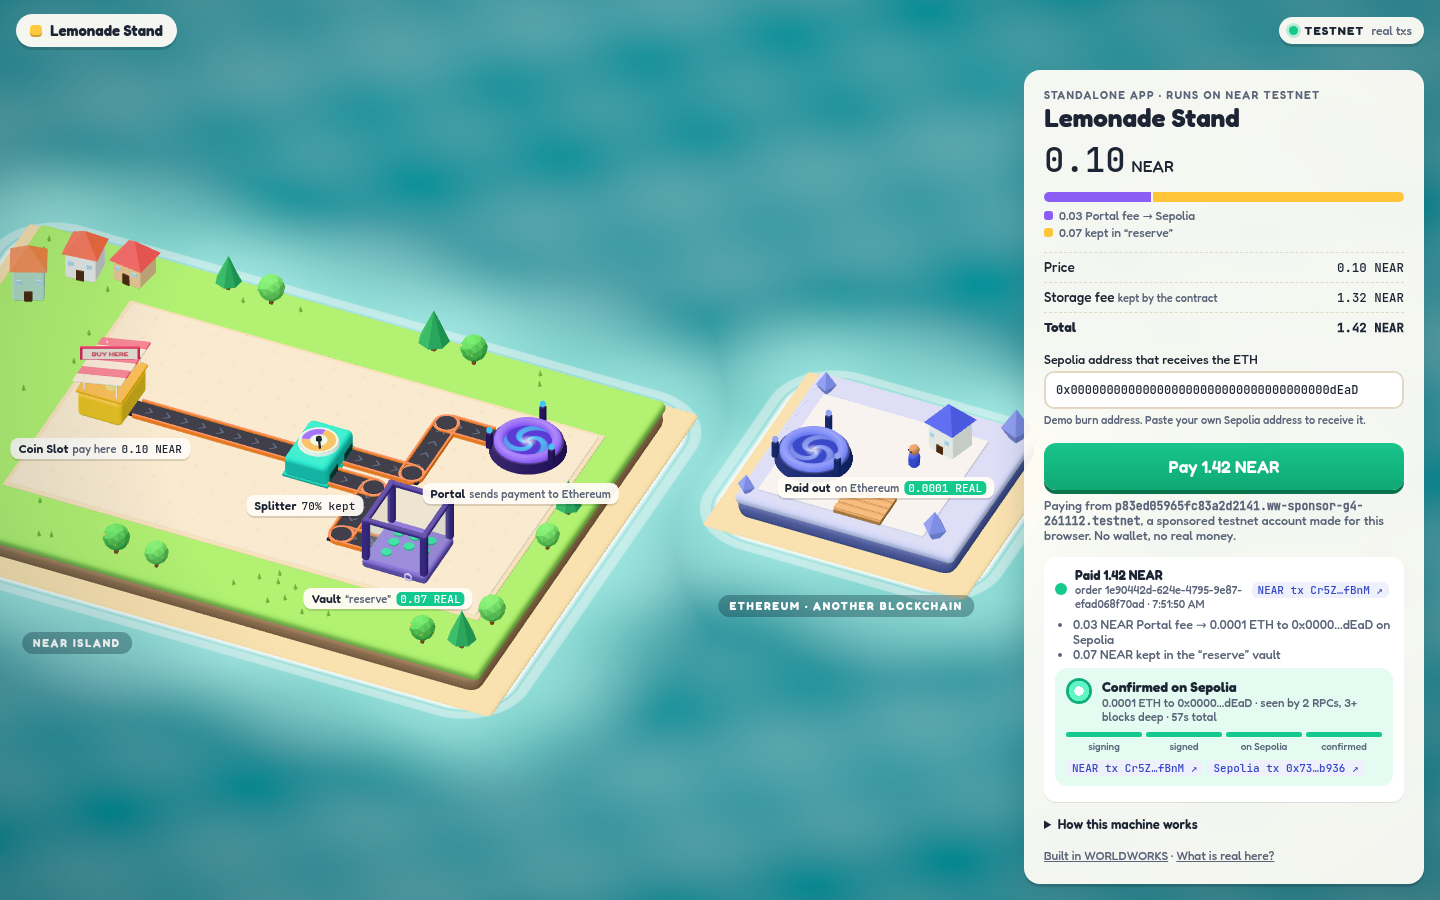 Lemonade Stand
TESTNET real txs
STANDALONE APP · RUNS ON NEAR TESTNET
Lemonade Stand
0.10 NEAR
0.03 Portal fee → Sepolia
0.07 kept in “reserve”
Price 0.10 NEAR
Storage fee kept by the contract 1.32 NEAR
Total 1.42 NEAR
Sepolia address that receives the ETH
0x000000000000000000000000000000000000dEaD
Demo burn address. Paste your own Sepolia address to receive it.
Pay 1.42 NEAR
Paying from p83ed05965fc83a2d2141.ww-sponsor-g4-
261112.testnet, a sponsored testnet account made for this
browser. No wallet, no real money.
Paid 1.42 NEAR
order 1e90442d-624e-4795-9e87-
efad068f70ad · 7:51:50 AM
NEAR tx Cr5Z…fBnM ↗
• 0.03 NEAR Portal fee → 0.0001 ETH to 0x0000…dEaD on
Sepolia
• 0.07 NEAR kept in the “reserve” vault
Confirmed on Sepolia
0.0001 ETH to 0x0000…dEaD · seen by 2 RPCs, 3+
blocks deep · 57s total
signing signed on Sepolia confirmed
NEAR tx Cr5Z…fBnM ↗ Sepolia tx 0x73…b936 ↗
▶ How this machine works
Built in WORLDWORKS · What is real here?
BUY HERE
Coin Slot pay here 0.10 NEAR
Splitter 70% kept
Portal sends payment to Ethereum
Vault “reserve” 0.07 REAL
NEAR ISLAND
Paid out on Ethereum 0.0001 REAL
ETHEREUM · ANOTHER BLOCKCHAIN